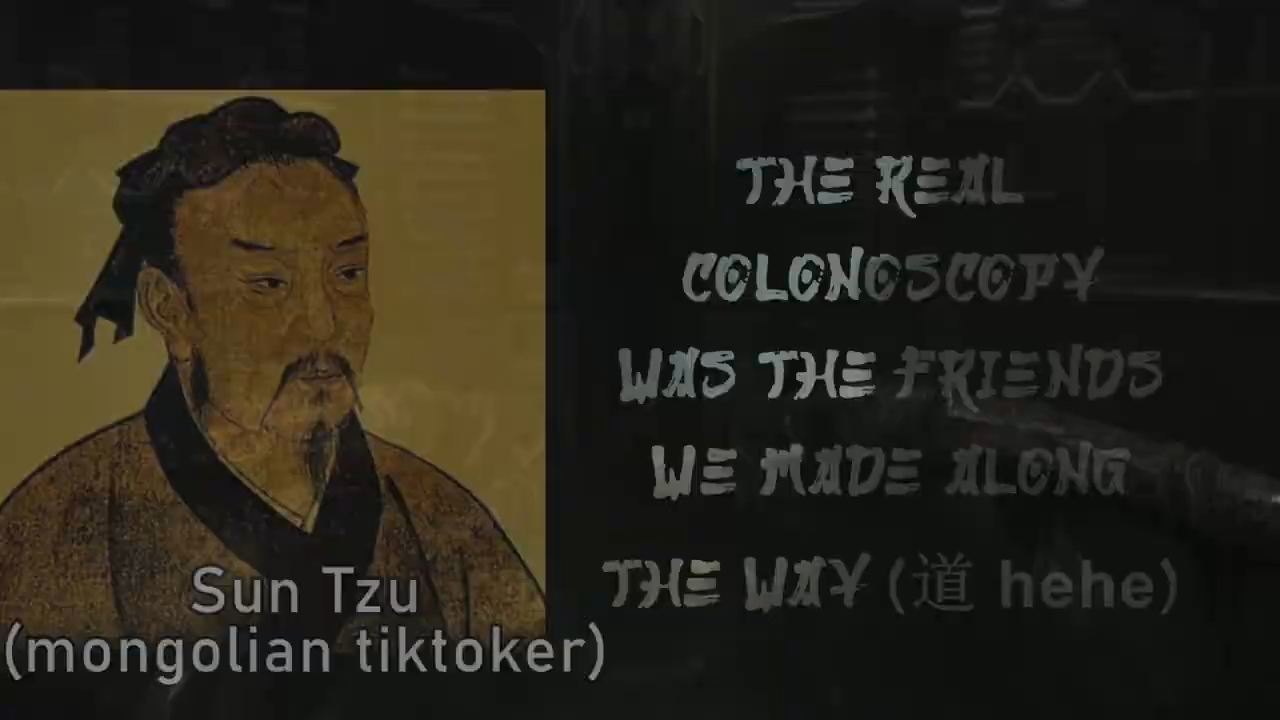 THE REAL
COLONOSCOPY
WAS THE FRIENDS
WE MADE ALONG
THE WAY (道 hehe)
Sun Tzu
(mongolian tiktoker)